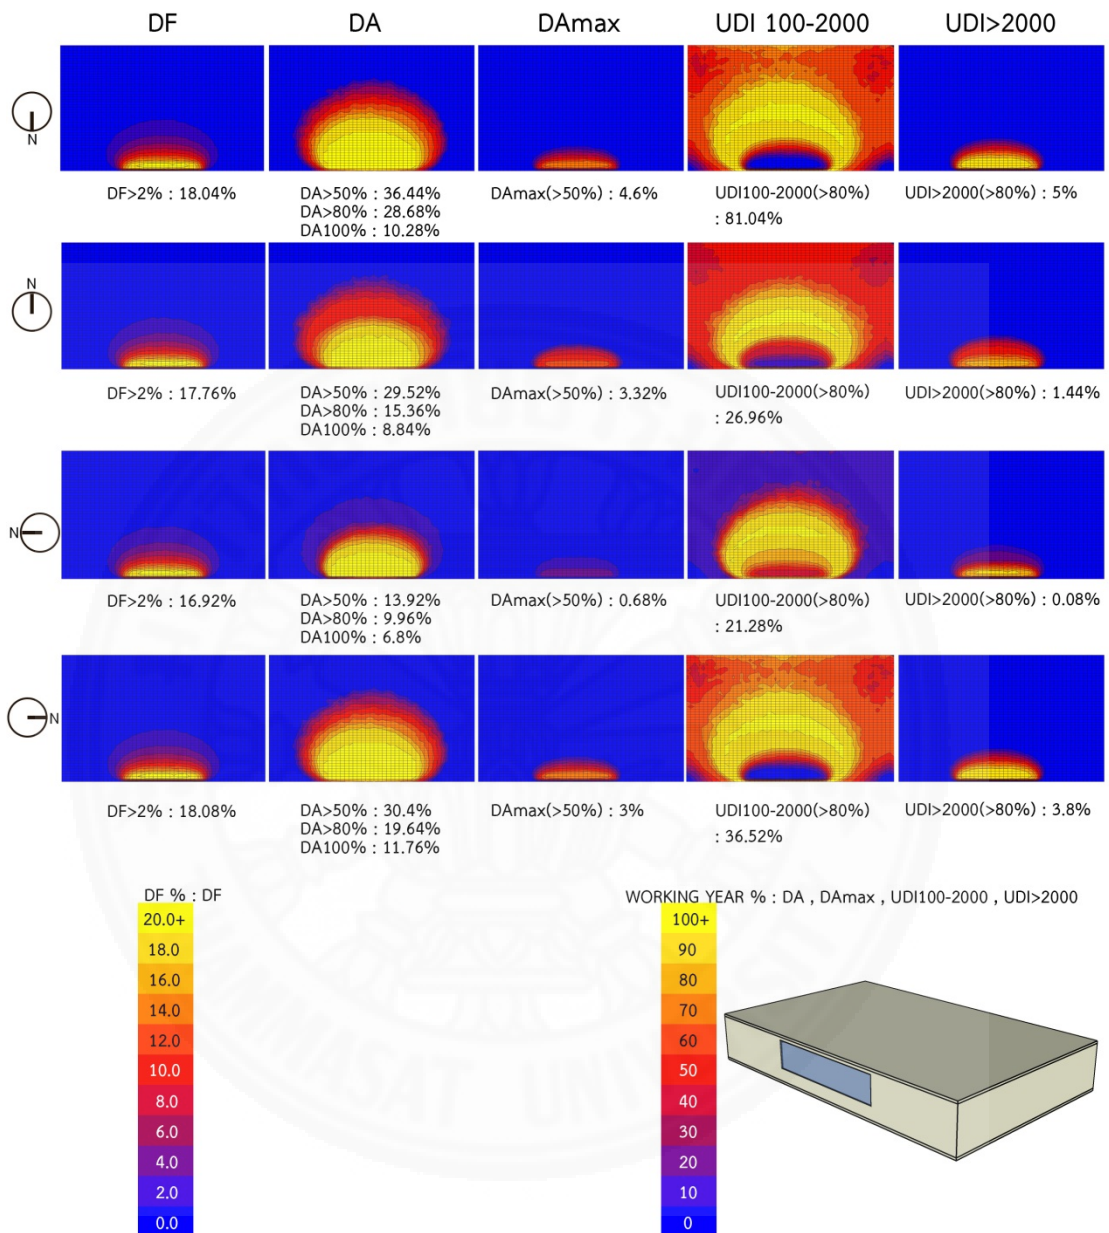 DF DA DAmax UDI 100-2000 UDI>2000
N
DF>2% : 18.04% DA>50% : 36.44% DAmax(>50%) : 4.6% UDI100-2000(>80%) UDI>2000(>80%) : 5%
DA>80% : 28.68% : 81.04%
DA100% : 10.28%
N
DF>2% : 17.76% DA>50% : 29.52% DAmax(>50%) : 3.32% UDI100-2000(>80%) UDI>2000(>80%) : 1.44%
DA>80% : 15.36% : 26.96%
DA100% : 8.84%
N
DF>2% : 16.92% DA>50% : 13.92% DAmax(>50%) : 0.68% UDI100-2000(>80%) UDI>2000(>80%) : 0.08%
DA>80% : 9.96% : 21.28%
DA100% : 6.8%
N
DF>2% : 18.08% DA>50% : 30.4% DAmax(>50%) : 3% UDI100-2000(>80%) UDI>2000(>80%) : 3.8%
DA>80% : 19.64% : 36.52%
DA100% : 11.76%
DF % : DF WORKING YEAR % : DA , DAmax , UDI100-2000 , UDI>2000
20.0+ 100+
18.0 90
16.0 80
14.0 70
12.0 60
10.0 50
8.0 40
6.0 30
4.0 20
2.0 10
0.0 0